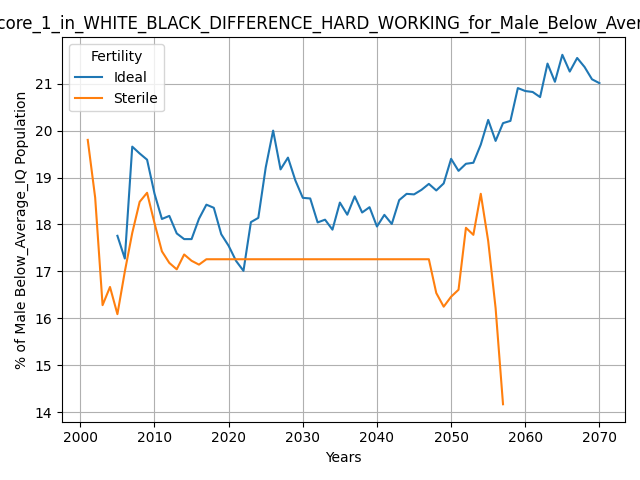 core_1_in_WHITE_BLACK_DIFFERENCE_HARD_WORKING_for_Male_Below_Aver
Fertility
Ideal
Sterile
% of Male Below_Average_IQ Population
21
20
19
18
17
16
15
14
2000 2010 2020 2030 2040 2050 2060 2070
Years